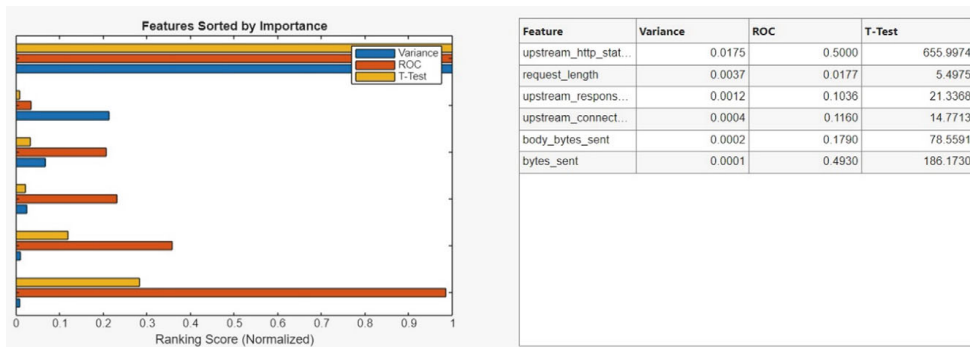 Features Sorted by Importance
Variance
ROC
T-Test
0 0.1 0.2 0.3 0.4 0.5 0.6 0.7 0.8 0.9 1
Ranking Score (Normalized)
Feature Variance ROC T-Test
upstream_http_stat... 0.0175 0.5000 655.9974
request_length 0.0037 0.0177 5.4975
upstream_respons... 0.0012 0.1036 21.3368
upstream_connect... 0.0004 0.1160 14.7713
body_bytes_sent 0.0002 0.1790 78.5591
bytes_sent 0.0001 0.4930 186.1730